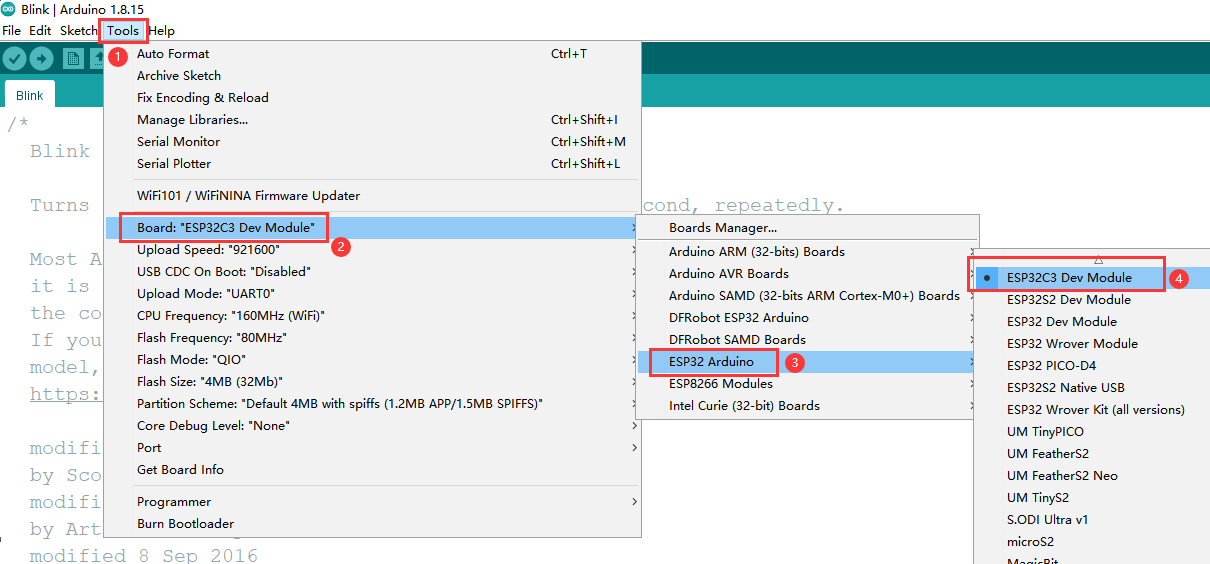 Blink | Arduino 1.8.15
File Edit Sketch Tools Help
1
Auto Format Ctrl+T
Archive Sketch
Fix Encoding & Reload
Manage Libraries... Ctrl+Shift+I
Serial Monitor Ctrl+Shift+M
Serial Plotter Ctrl+Shift+L
WiFi101 / WiFiNINA Firmware Updater
Board: "ESP32C3 Dev Module"
2
Upload Speed: "921600"
USB CDC On Boot: "Disabled"
Upload Mode: "UART0"
CPU Frequency: "160MHz (WiFi)"
Flash Frequency: "80MHz"
Flash Mode: "QIO"
Flash Size: "4MB (32Mb)"
Partition Scheme: "Default 4MB with spiffs (1.2MB APP/1.5MB SPIFFS)"
Core Debug Level: "None"
Port
Get Board Info
Programmer
Burn Bootloader
Boards Manager...
Arduino ARM (32-bits) Boards
Arduino AVR Boards
Arduino SAMD (32-bits ARM Cortex-M0+) Boards
DFRobot ESP32 Arduino
DFRobot SAMD Boards
ESP32 Arduino
3
ESP8266 Modules
Intel Curie (32-bit) Boards
ESP32C3 Dev Module
4
ESP32S2 Dev Module
ESP32 Dev Module
ESP32 Wrover Module
ESP32 PICO-D4
ESP32S2 Native USB
ESP32 Wrover Kit (all versions)
UM TinyPICO
UM FeatherS2
UM FeatherS2 Neo
UM TinyS2
S.ODI Ultra v1
microS2
MagicBit
Blink
/*
Blink
Turns cond, repeatedly.
Most A
it is
the co
If you
model,
https:
modifi
by Sco
modifi
by Art
modified 8 Sep 2016